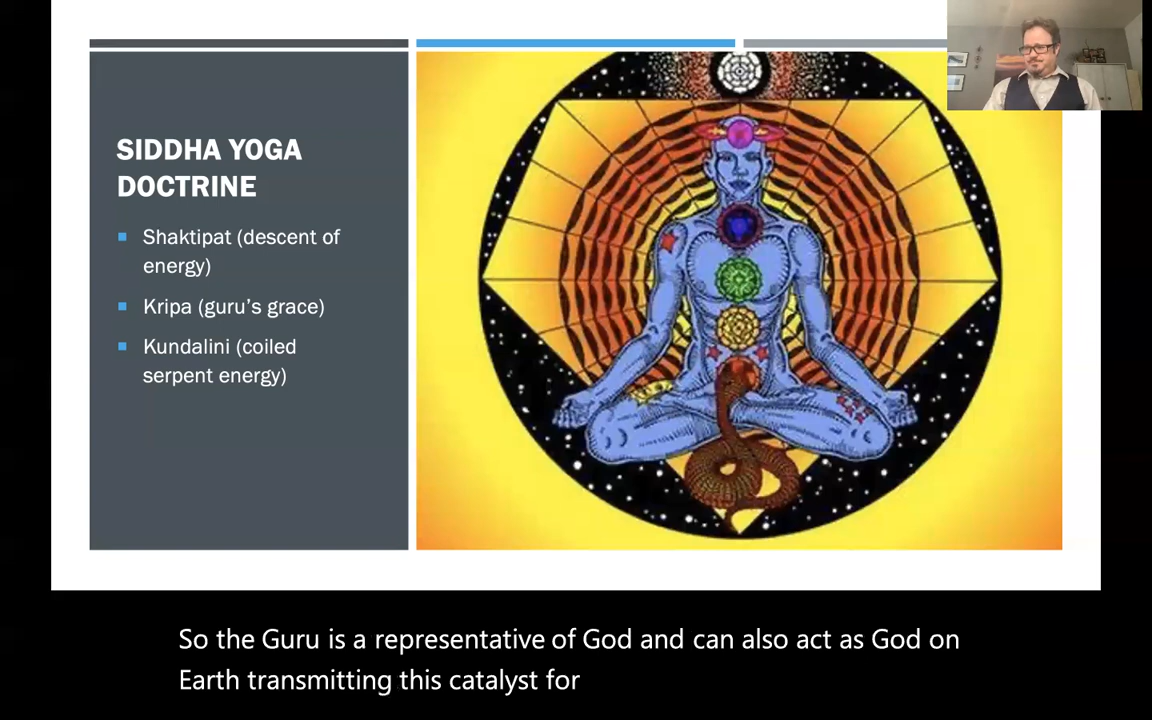 SIDDHA YOGA
DOCTRINE
Shaktipat (descent of
energy)
Kripa (guru's grace)
Kundalini (coiled
serpent energy)
So the Guru is a representative of God and can also act as God on
Earth transmitting this catalyst for